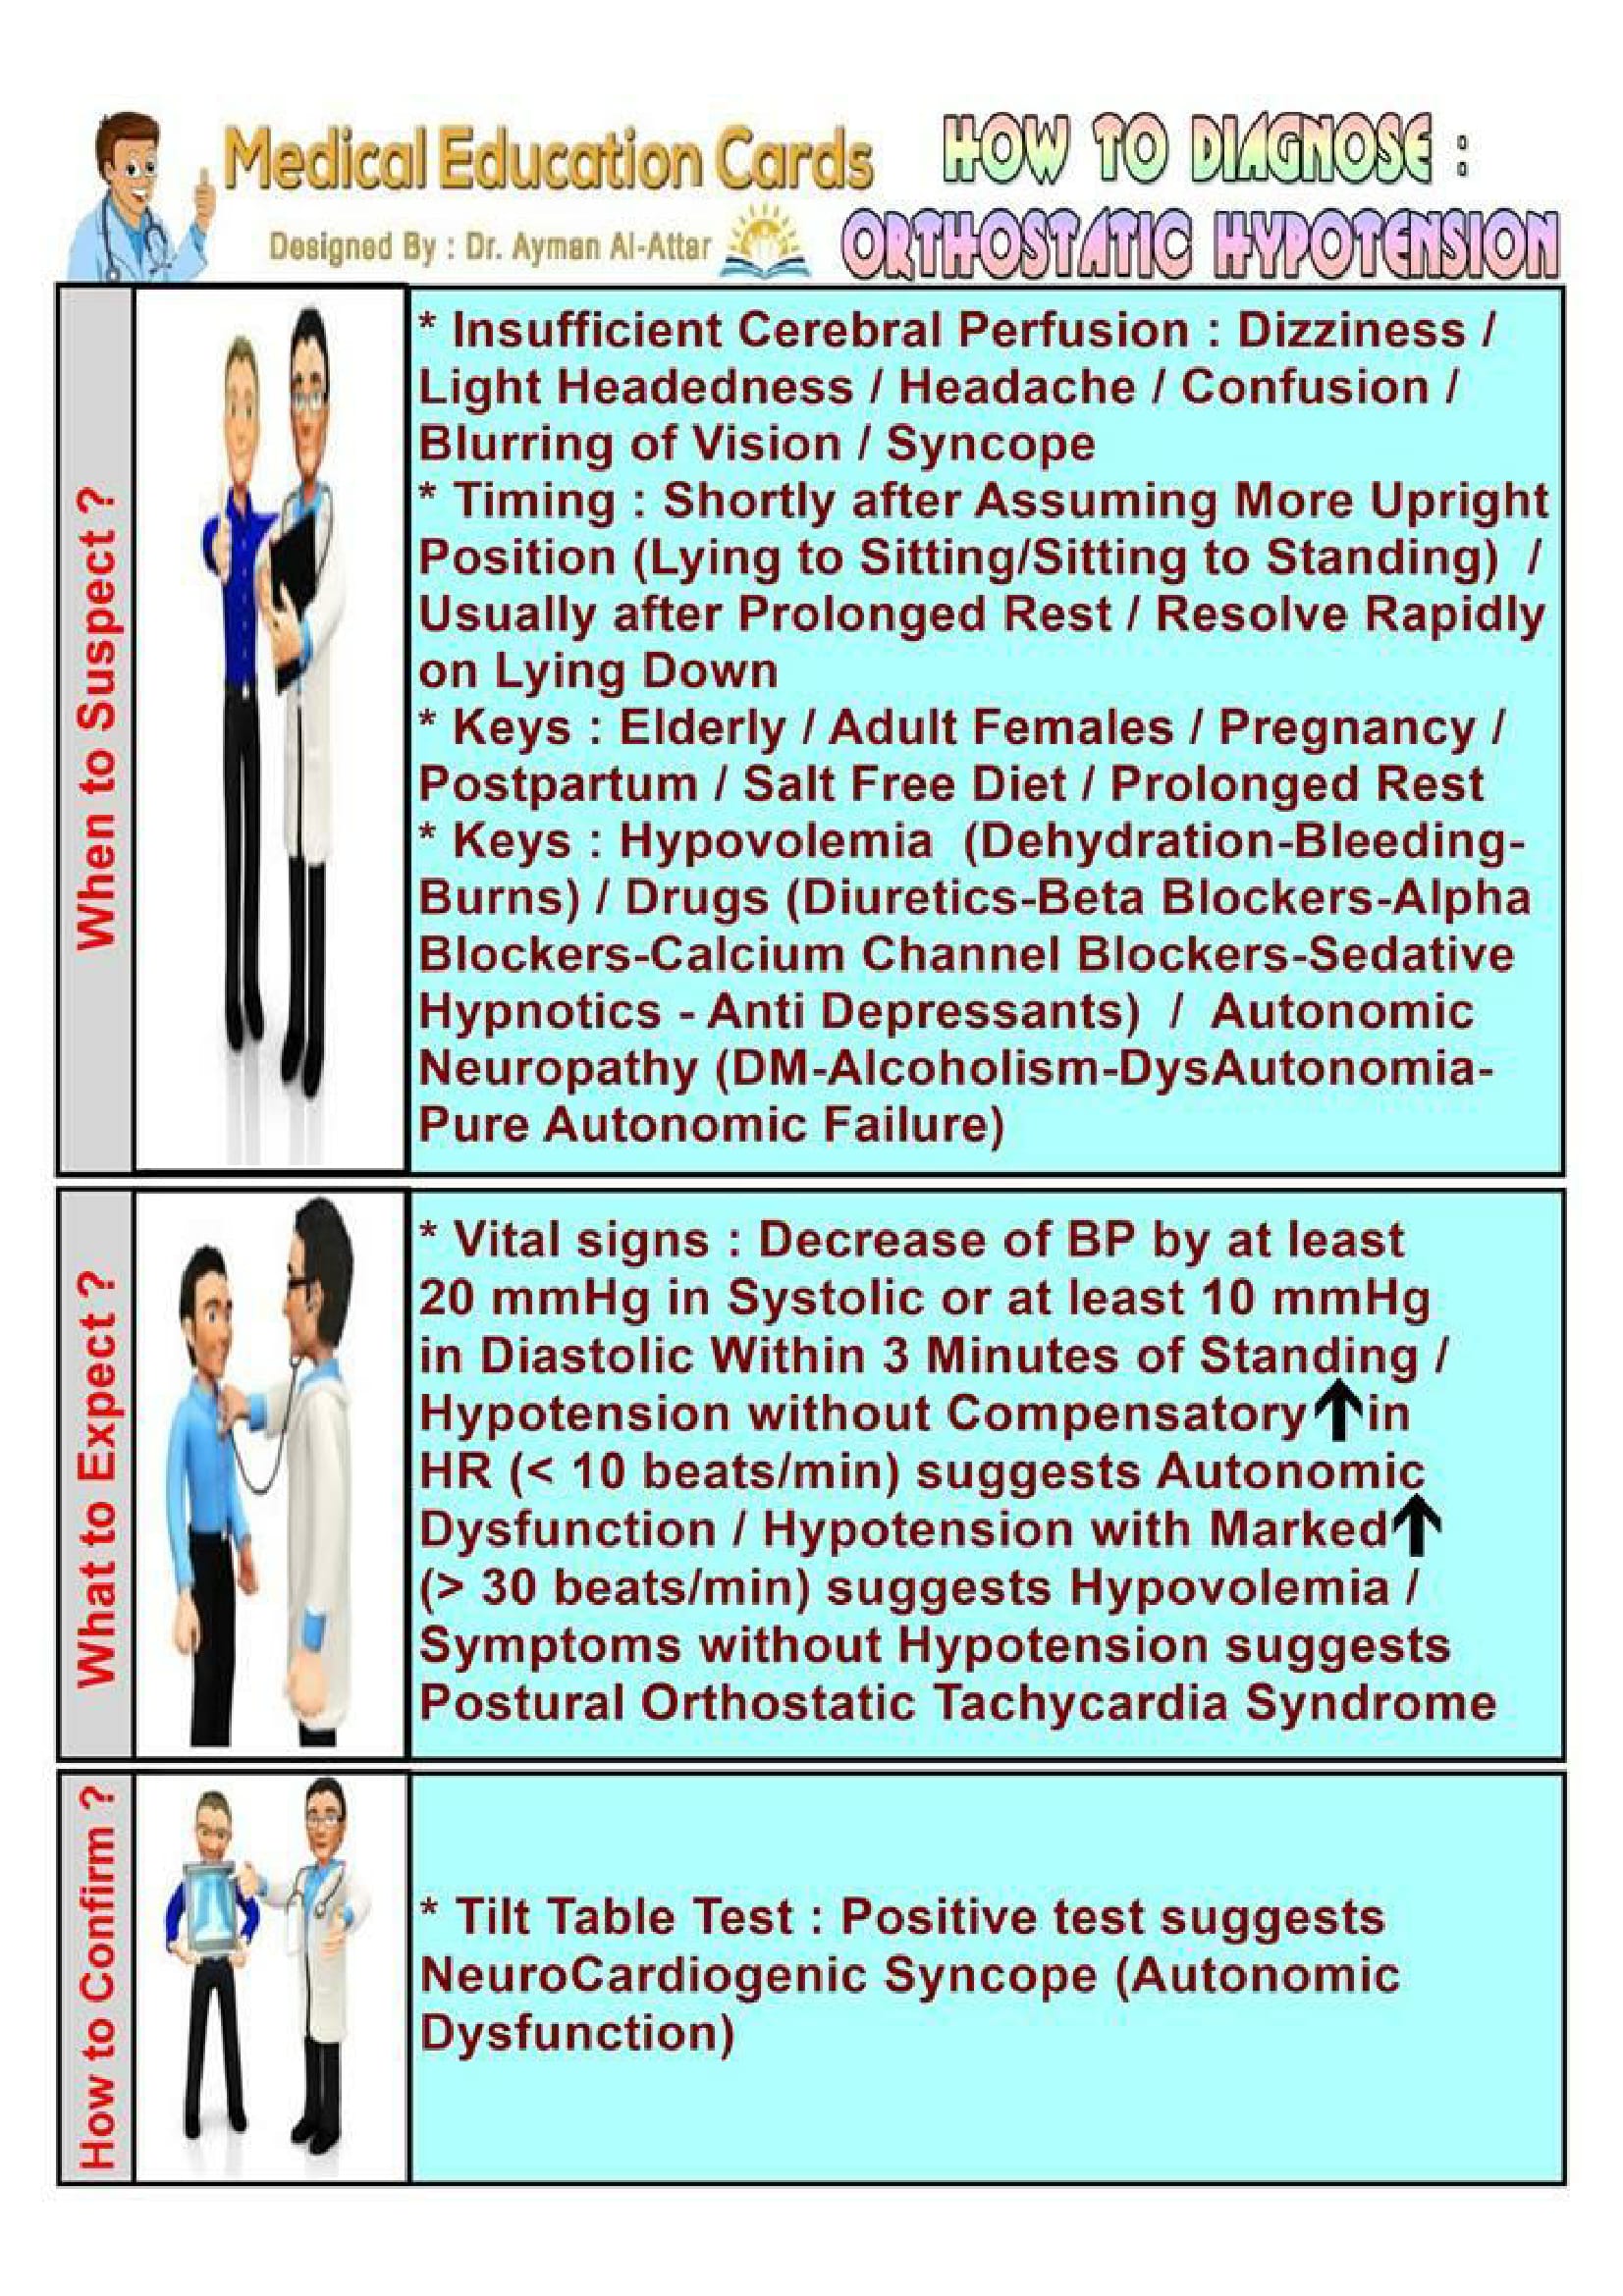 Medical Education Cards
Designed By : Dr. Ayman Al-Attar
HOW TO DIAGNOSE :
ORTHOSTATIC HYPOTENSION
When to Suspect ?
* Insufficient Cerebral Perfusion : Dizziness /
Light Headedness / Headache / Confusion /
Blurring of Vision / Syncope
* Timing : Shortly after Assuming More Upright
Position (Lying to Sitting/Sitting to Standing) /
Usually after Prolonged Rest / Resolve Rapidly
on Lying Down
* Keys : Elderly / Adult Females / Pregnancy /
Postpartum / Salt Free Diet / Prolonged Rest
* Keys : Hypovolemia (Dehydration-Bleeding-
Burns) / Drugs (Diuretics-Beta Blockers-Alpha
Blockers-Calcium Channel Blockers-Sedative
Hypnotics - Anti Depressants) / Autonomic
Neuropathy (DM-Alcoholism-DysAutonomia-
Pure Autonomic Failure)
What to Expect ?
* Vital signs : Decrease of BP by at least
20 mmHg in Systolic or at least 10 mmHg
in Diastolic Within 3 Minutes of Standing /
Hypotension without Compensatory ↑ in
HR (< 10 beats/min) suggests Autonomic
Dysfunction / Hypotension with Marked ↑
(> 30 beats/min) suggests Hypovolemia /
Symptoms without Hypotension suggests
Postural Orthostatic Tachycardia Syndrome
How to Confirm ?
* Tilt Table Test : Positive test suggests
NeuroCardiogenic Syncope (Autonomic
Dysfunction)